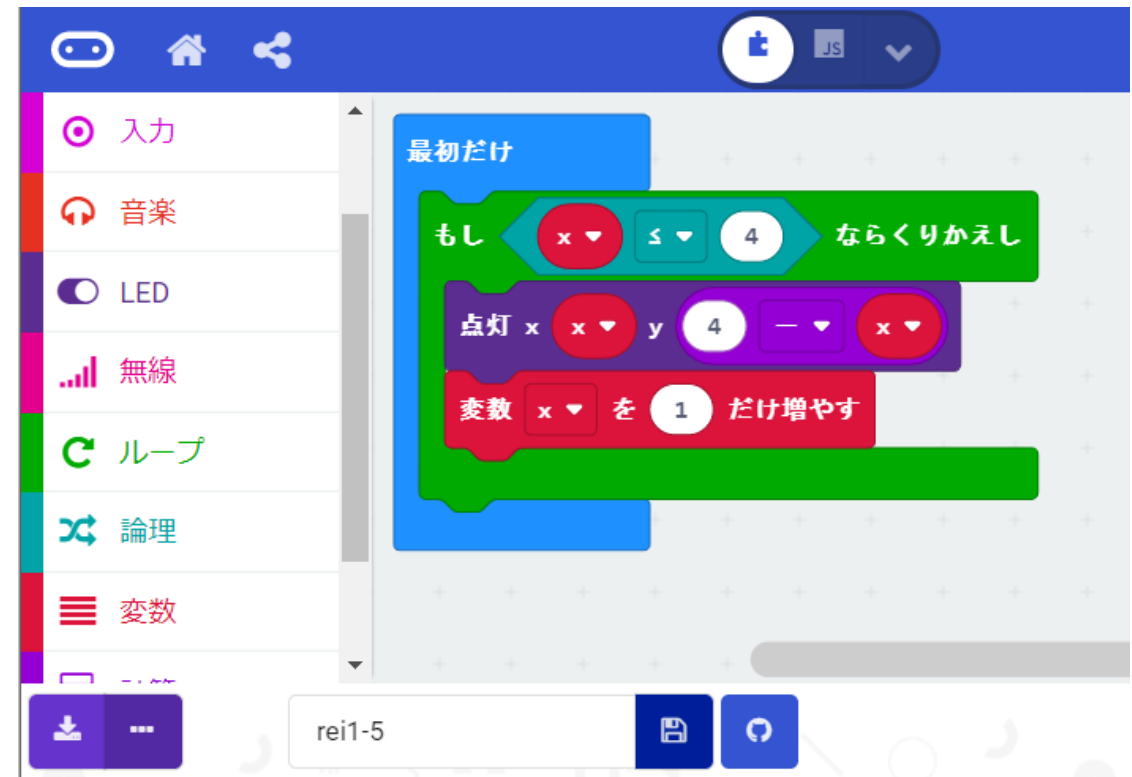 JS
入力
音楽
LED
無線
ループ
論理
変数
最初だけ
もし x ≤ 4 ならくりかえし
点灯 x x y 4 − x
変数 x を 1 だけ増やす
rei1-5